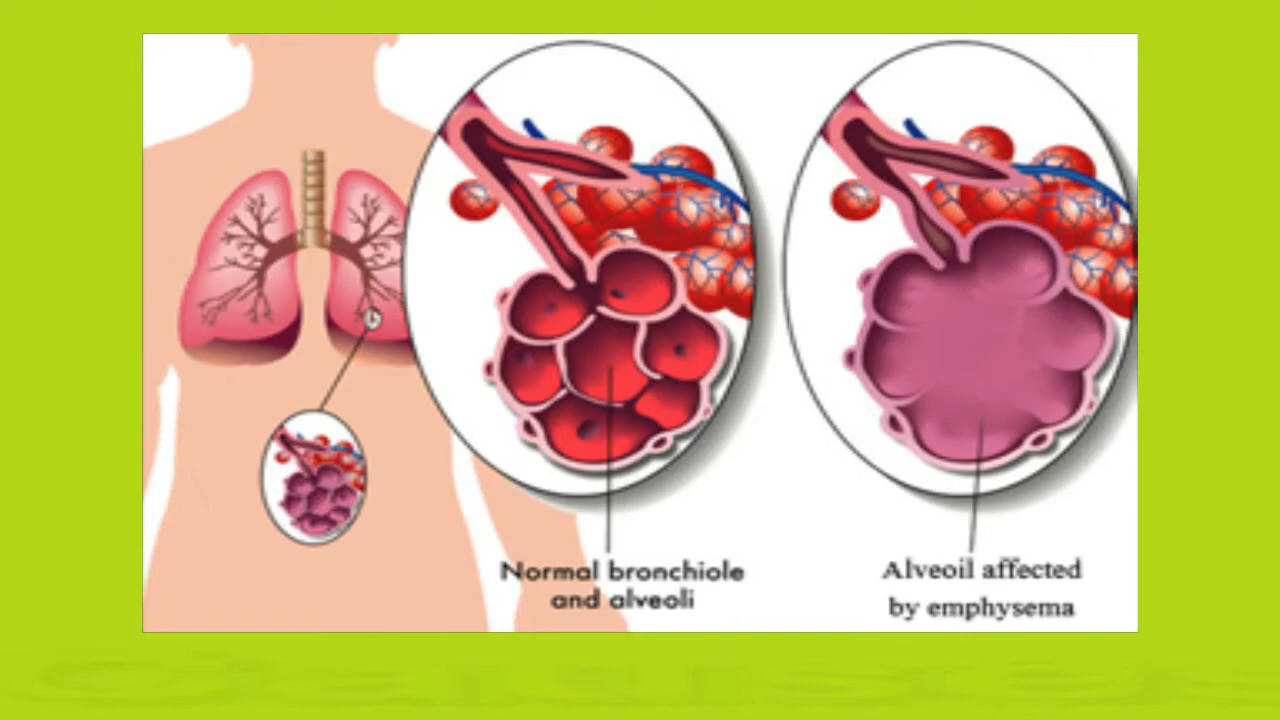 Normal bronchiole
and alveoli
Alveoil affected
by emphysema